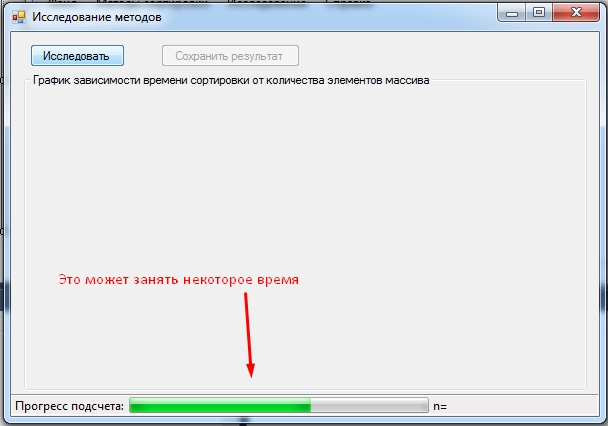 Исследование методов
Исследовать
Сохранить результат
График зависимости времени сортировки от количества элементов массива
Это может занять некоторое время
Прогресс подсчета:
n=